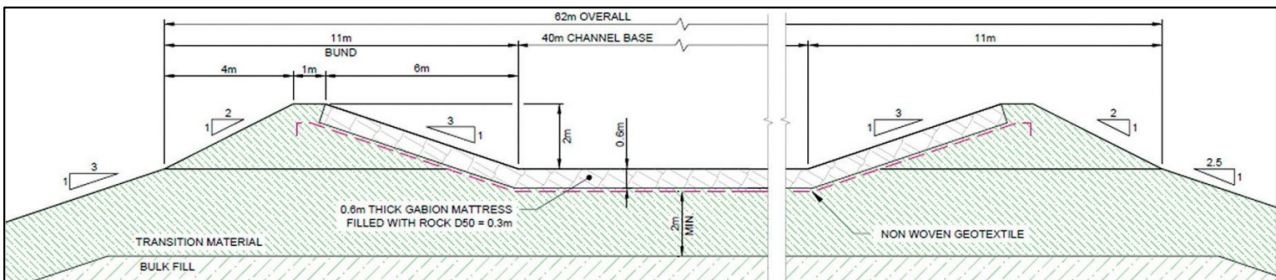 62m OVERALL
11m
40m CHANNEL BASE
11m
BUND
4m
1m
6m
2
1
3
1
2m
0.6m
3
1
2
1
3
1
2.5
1
0.6m THICK GABION MATTRESS
FILLED WITH ROCK D50 = 0.3m
2m
MIN.
NON WOVEN GEOTEXTILE
TRANSITION MATERIAL
BULK FILL